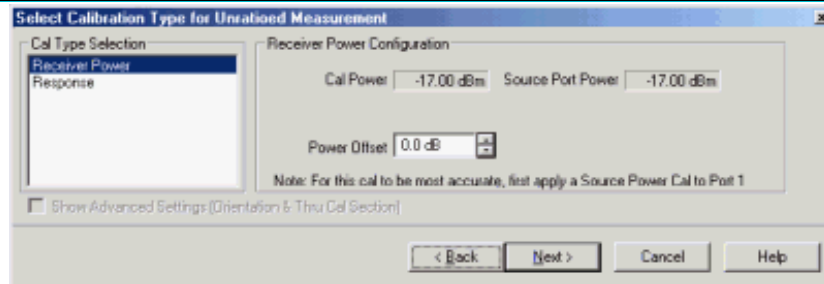 Select Calibration Type for Unratioed Measurement
Cal Type Selection
Receiver Power
Response
Receiver Power Configuration
Cal Power -17.00 dBm Source Port Power -17.00 dBm
Power Offset 0.0 dB
Note: For this cal to be most accurate, first apply a Source Power Cal to Port 1
Show Advanced Settings (Orientation & Thru Cal Section)
< Back Next > Cancel Help